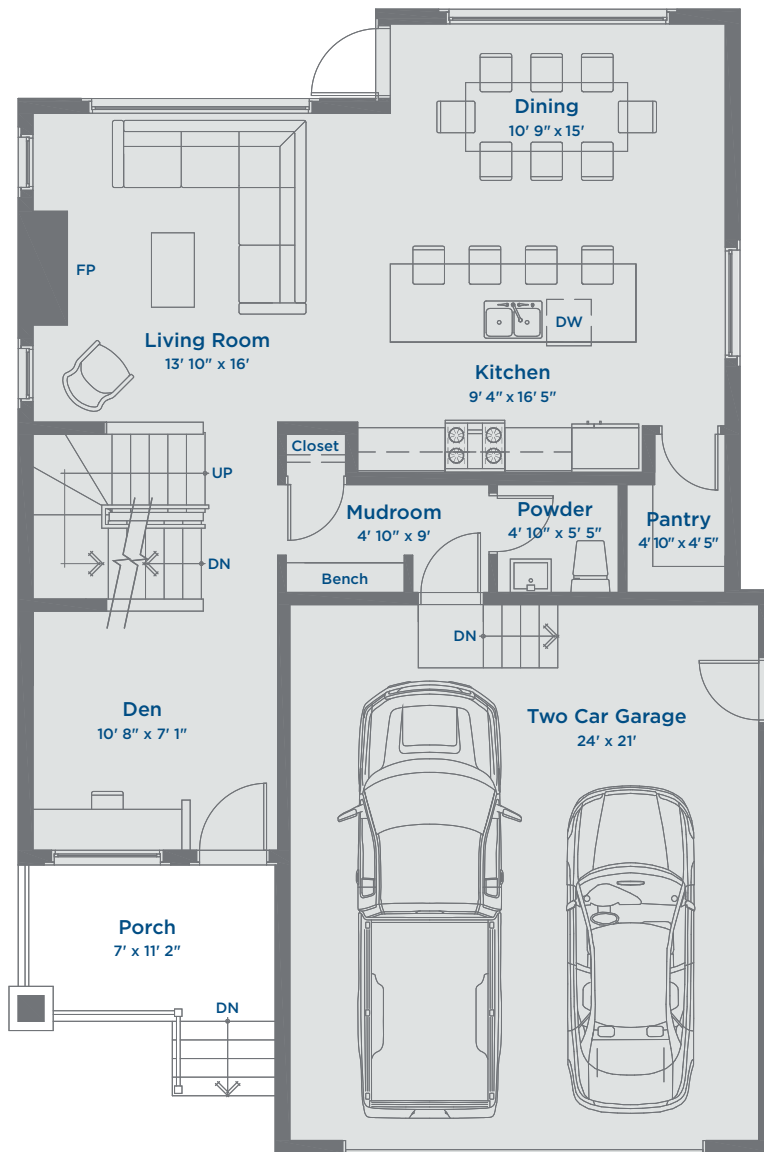 Dining
10' 9" x 15'
FP
DW
Living Room
13' 10" x 16'
Kitchen
9' 4" x 16' 5"
Closet
UP
Mudroom
4' 10" x 9'
Powder
4' 10" x 5' 5"
Pantry
4' 10" x 4' 5"
DN
Bench
DN
Den
10' 8" x 7' 1"
Two Car Garage
24' x 21'
Porch
7' x 11' 2"
DN